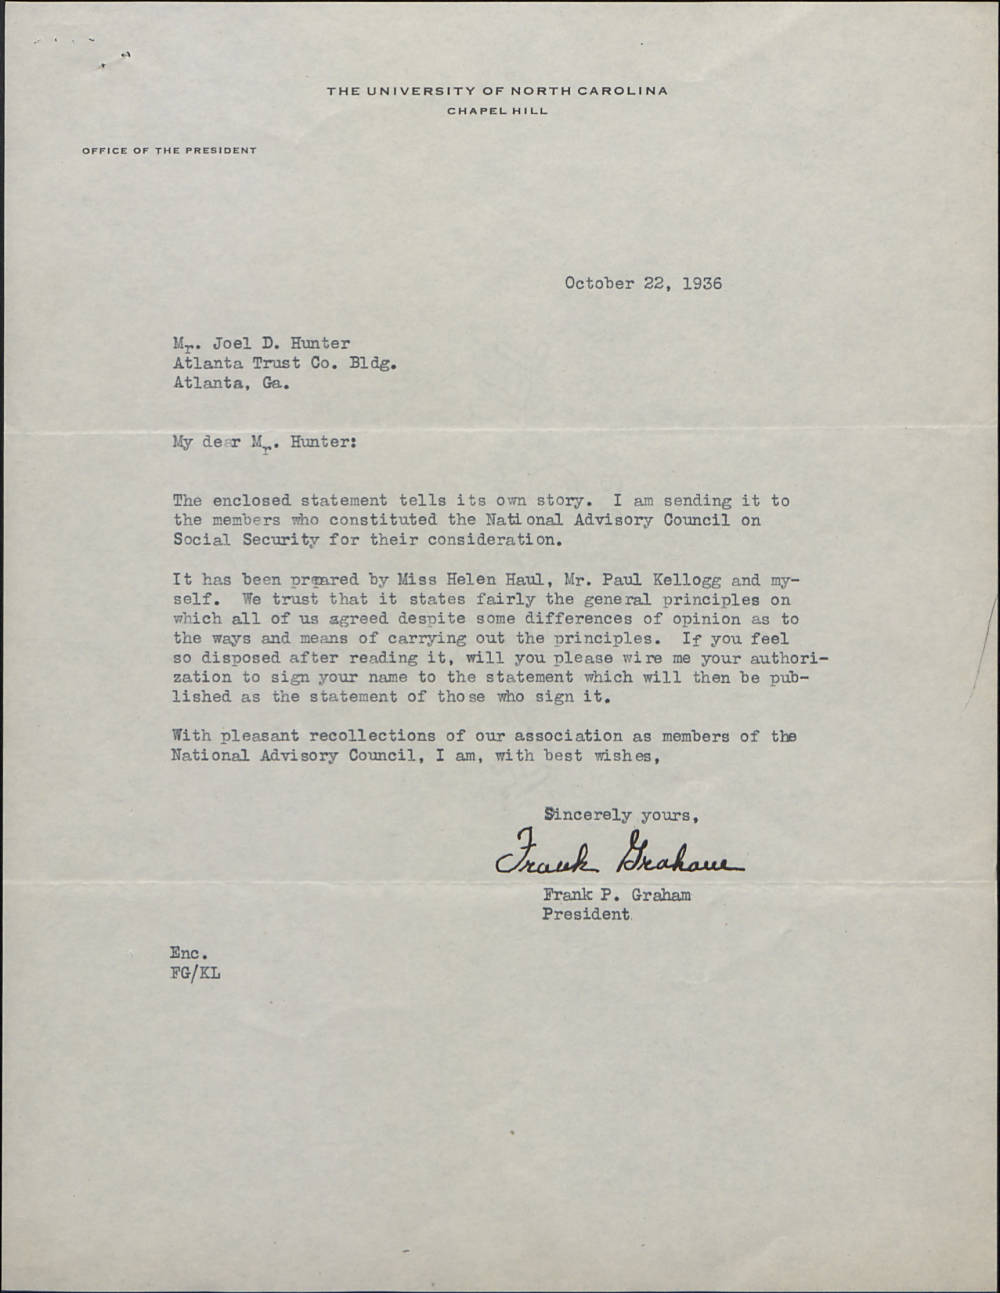 THE UNIVERSITY OF NORTH CAROLINA
CHAPEL HILL
OFFICE OF THE PRESIDENT
October 22, 1936
Mr. Joel D. Hunter
Atlanta Trust Co. Bldg.
Atlanta, Ga.
My dear Mr. Hunter:
The enclosed statement tells its own story. I am sending it to
the members who constituted the National Advisory Council on
Social Security for their consideration.
It has been prepared by Miss Helen Haul, Mr. Paul Kellogg and my-
self. We trust that it states fairly the general principles on
which all of us agreed despite some differences of opinion as to
the ways and means of carrying out the principles. If you feel
so disposed after reading it, will you please wire me your authori-
zation to sign your name to the statement which will then be pub-
lished as the statement of those who sign it.
With pleasant recollections of our association as members of the
National Advisory Council, I am, with best wishes,
Sincerely yours,
Frank Graham
Frank P. Graham
President
Enc.
FG/KL